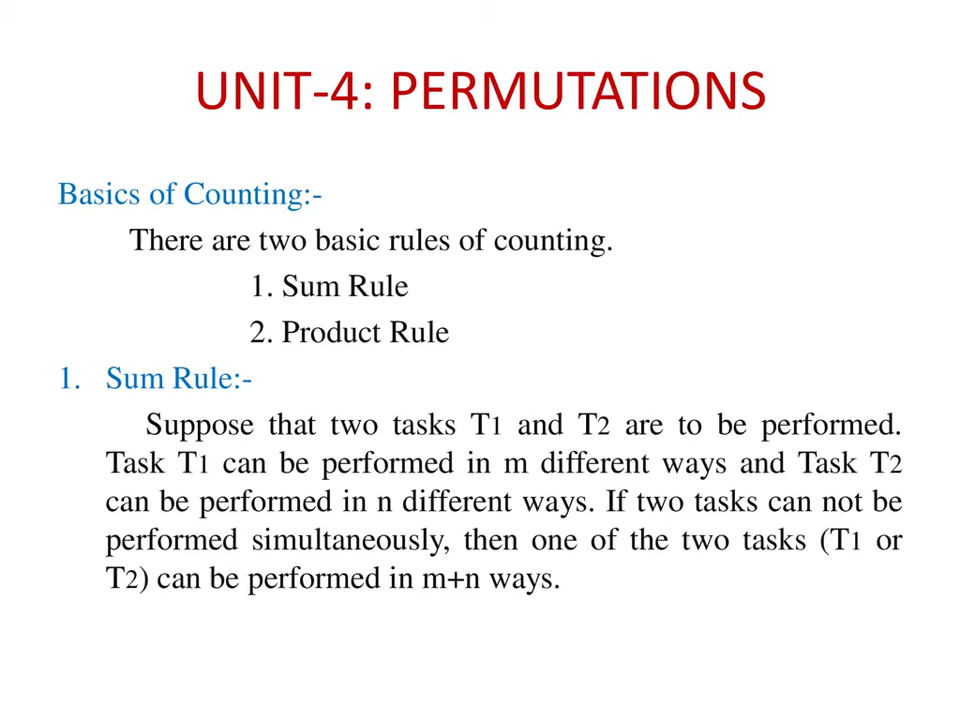 UNIT-4: PERMUTATIONS
Basics of Counting:-
There are two basic rules of counting.
1. Sum Rule
2. Product Rule
1. Sum Rule:-
Suppose that two tasks T1 and T2 are to be performed.
Task T1 can be performed in m different ways and Task T2
can be performed in n different ways. If two tasks can not be
performed simultaneously, then one of the two tasks (T1 or
T2) can be performed in m+n ways.